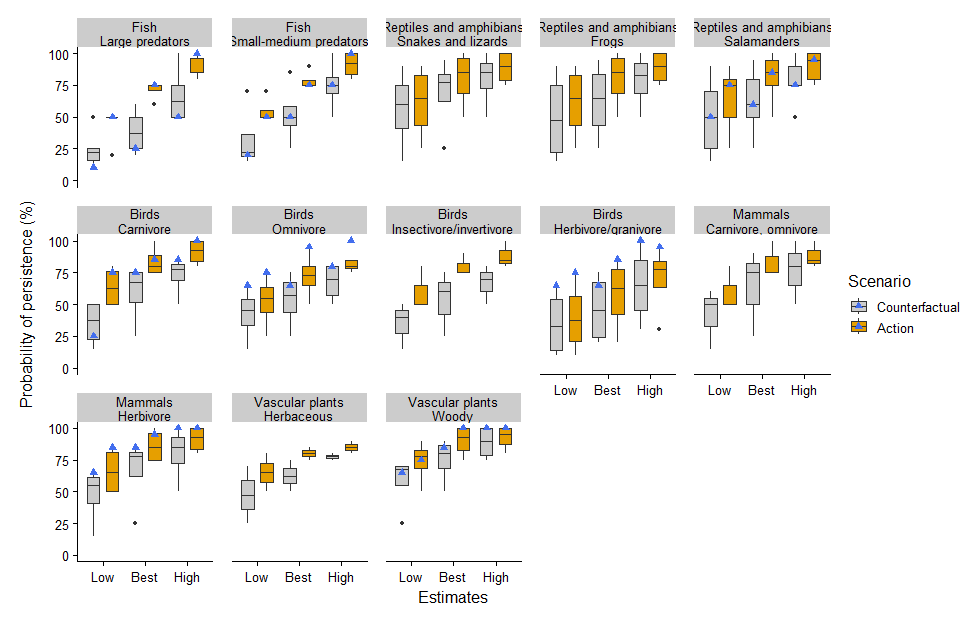 Fish
Large predators
Fish
Small-medium predators
Reptiles and amphibians
Snakes and lizards
Reptiles and amphibians
Frogs
Reptiles and amphibians
Salamanders
100
75
50
25
0
Birds
Carnivore
Birds
Omnivore
Birds
Insectivore/invertivore
Birds
Herbivore/granivore
Mammals
Carnivore, omnivore
100
75
50
25
0
Low Best High
Low Best High
Mammals
Herbivore
Vascular plants
Herbaceous
Vascular plants
Woody
100
75
50
25
0
Low Best High
Low Best High
Low Best High
Estimates
Probability of persistence (%)
Scenario
Counterfactual
Action